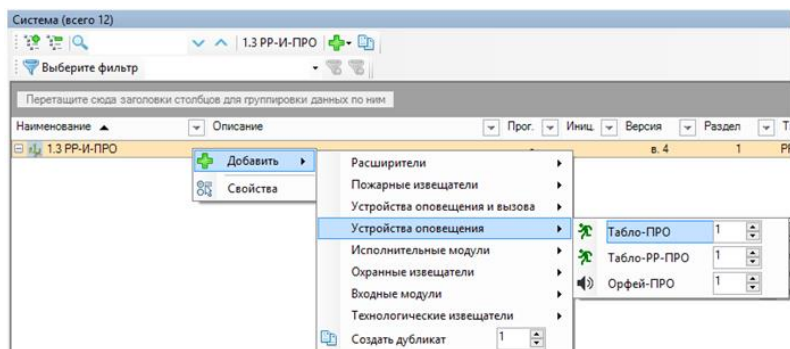 Система (всего 12)
1.3 РР-И-ПРО
Выберите фильтр
Перетащите сюда заголовки столбцов для группировки данных по ним
Наименование Описание Прог. Иниц. Версия Раздел
1.3 РР-И-ПРО - в. 4 1
Добавить
Свойства
Расширители
Пожарные извещатели
Устройства оповещения и вызова
Устройства оповещения
Исполнительные модули
Охранные извещатели
Входные модули
Технологические извещатели
Создать дубликат 1
Табло-ПРО 1
Табло-РР-ПРО 1
Орфей-ПРО 1